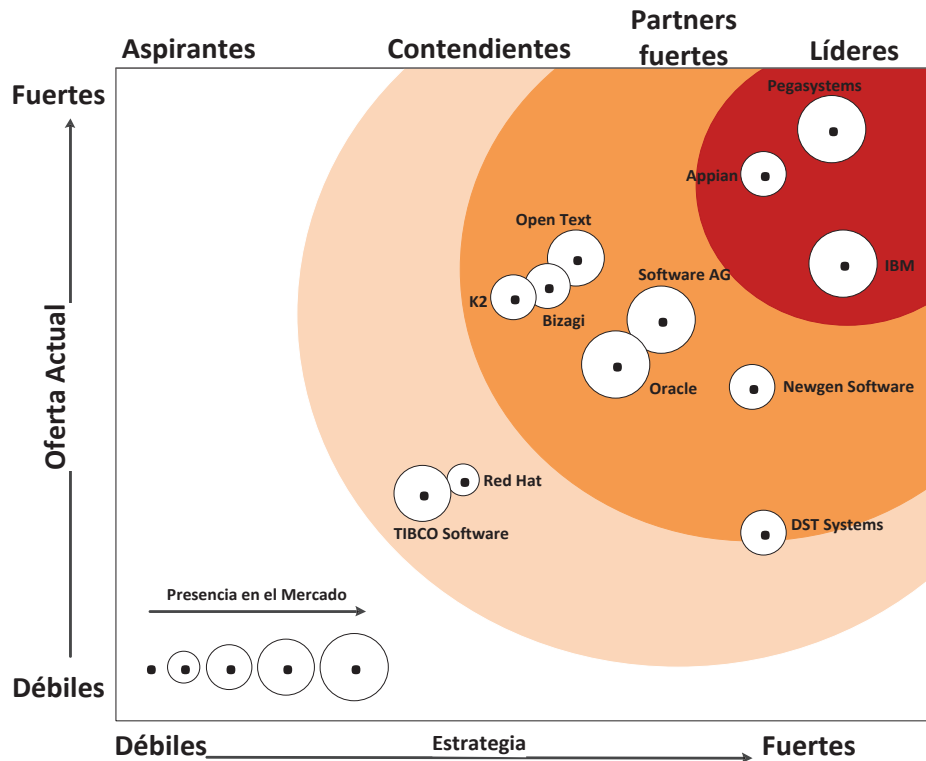 Aspirantes
Contendientes
Partners
fuertes
Líderes
Fuertes
Pegasystems
Appian
Open Text
Software AG
IBM
K2
Bizagi
Oracle
Newgen Software
Oferta Actual
Red Hat
TIBCO Software
DST Systems
Presencia en el Mercado
Débiles
Débiles
Estrategia
Fuertes